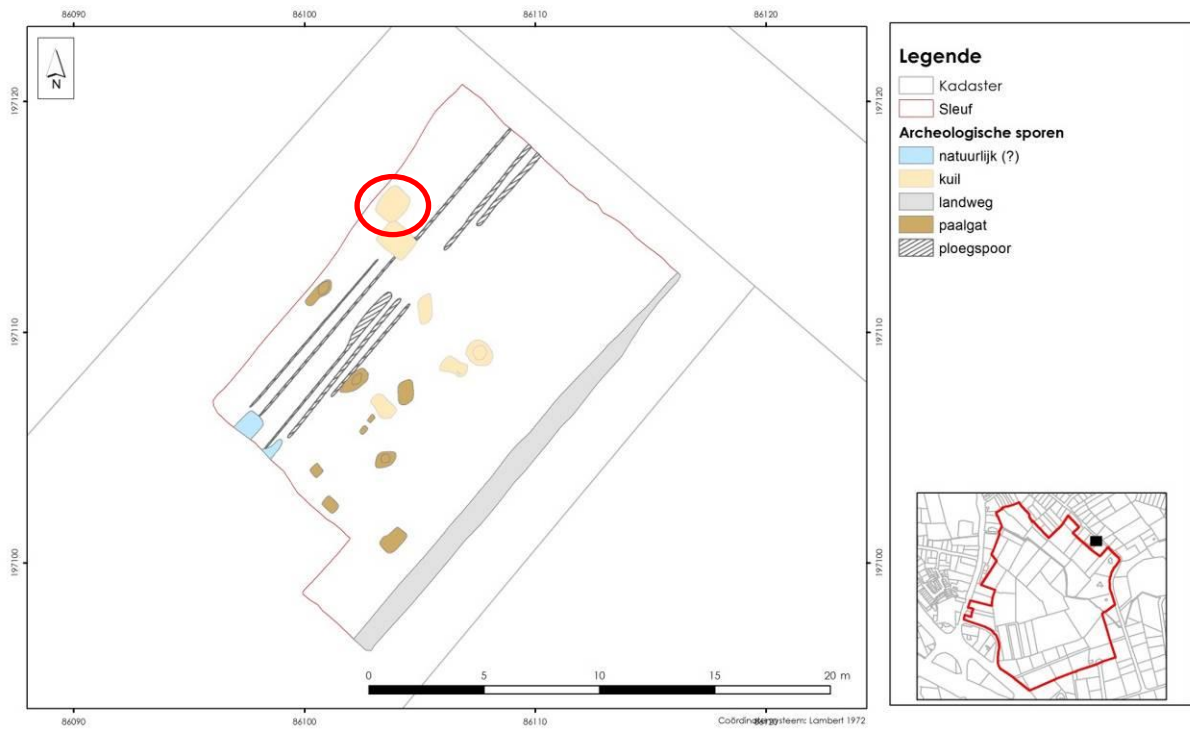 86090
86100
86110
86120
N
197120
197120
197110
197110
197100
197100
0
5
10
15
20 m
86090
86100
86110
86120
Coördinatensysteem: Lambert 1972
Legende
Kadaster
Sleuf
Archeologische sporen
natuurlijk (?)
kuil
landweg
paalgat
ploegspoor